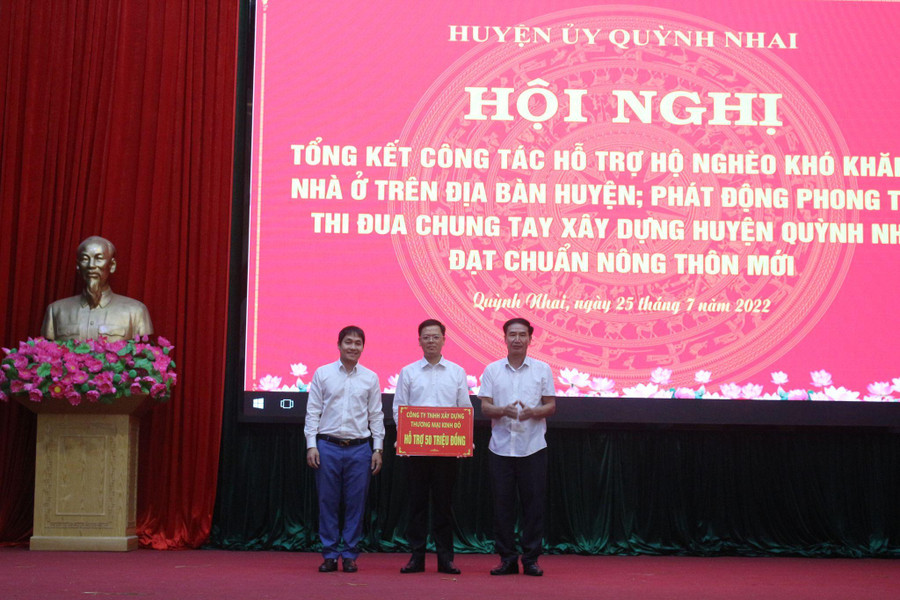 HUYỆN ỦY QUỲNH NHAI
HỘI NGHỊ
TỔNG KẾT CÔNG TÁC HỖ TRỢ HỘ NGHÈO KHÓ KHĂ
NHÀ Ở TRÊN ĐỊA BÀN HUYỆN; PHÁT ĐỘNG PHONG T
THI ĐUA CHUNG TAY XÂY DỰNG HUYỆN QUỲNH NH
ĐẠT CHUẨN NÔNG THÔN MỚI
Quỳnh Nhai, ngày 25 tháng 7 năm 2022
CÔNG TY TNHH XÂY DỰNG
THƯƠNG MẠI KINH ĐÔ
HỖ TRỢ 50 TRIỆU ĐỒNG